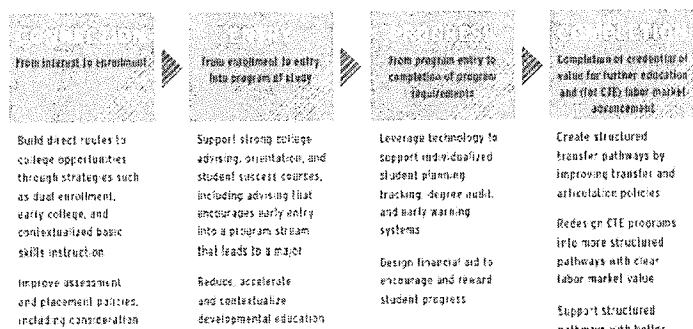 CONNECTION
From interest to enrollment
Build direct routes to
college opportunities
through strategies such
as dual enrollment,
early college, and
contextualized basic
skills instruction
Improve assessment
and placement policies,
including consideration
ENTRY
From enrollment to entry
into program of study
Support strong college
advising, orientation, and
student success courses,
including advising that
encourages early entry
into a program stream
that leads to a major
Reduce, accelerate
and contextualize
developmental education
PROGRESS
From program entry to
completion of program
requirements
Leverage technology to
support individualized
student planning
tracking, degree audit,
and early warning
systems
Design financial aid to
encourage and reward
student progress
COMPLETION
Completion of credential of
value for further education
and (for CTE) labor market
advancement
Create structured
transfer pathways by
improving transfer and
articulation policies
Redesign CTE programs
into more structured
pathways with clear
labor market value
Support structured
pathways with better